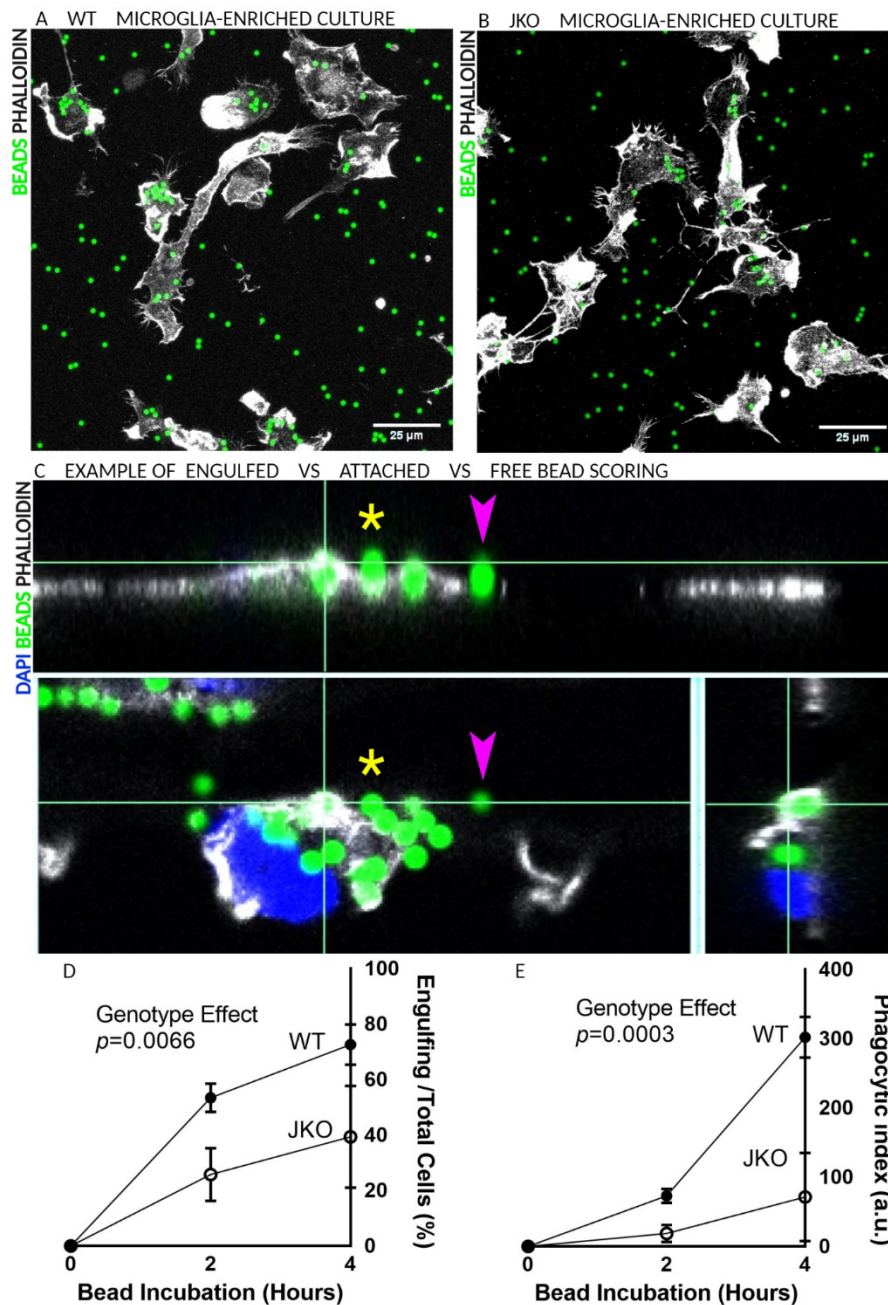 A WT MICROGLIA-ENRICHED CULTURE
BEADS PHALLOIDIN
25 µm
B JKO MICROGLIA-ENRICHED CULTURE
BEADS PHALLOIDIN
25 µm
C EXAMPLE OF ENGULFED VS ATTACHED VS FREE BEAD SCORING
DAPI BEADS PHALLOIDIN
*
*
D
Genotype Effect
p=0.0066
WT
JKO
100
80
60
40
20
0
Engulfing /Total Cells (%)
0 2 4
Bead Incubation (Hours)
E
Genotype Effect
p=0.0003
WT
JKO
400
300
200
100
0
Phagocytic index (a.u.)
0 2 4
Bead Incubation (Hours)